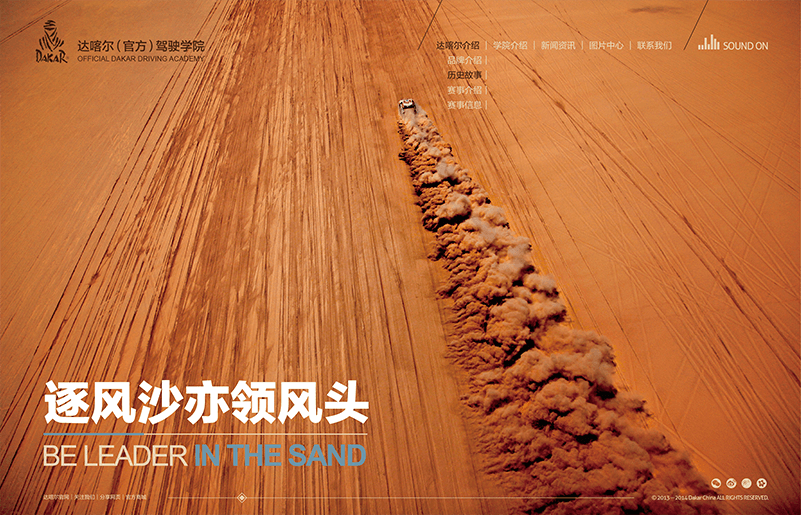 DAKAR
达喀尔（官方）驾驶学院
OFFICIAL DAKAR DRIVING ACADEMY
达喀尔介绍 | 学院介绍 | 新闻资讯 | 图片中心 | 联系我们
SOUND ON
品牌介绍 |
历史故事 |
赛事介绍 |
赛事信息 |
逐风沙亦领风头
BE LEADER IN THE SAND
达喀尔官网 | 关注我们 | 分享网页 | 官方商城
© 2013 - 2014 Dakar China ALL RIGHTS RESERVED.